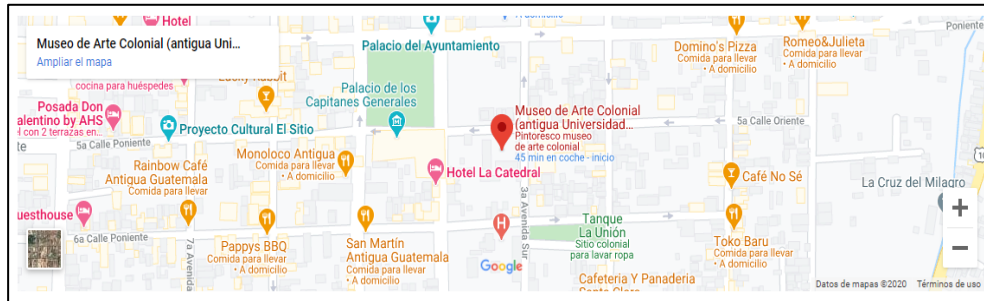 Hotel
Poniente
Museo de Arte Colonial (antigua Uni...
Ampliar el mapa
Palacio del Ayuntamiento
Domino's Pizza
Comida para llevar
• A domicilio
Romeo&Julieta
Comida para llevar
• A domicilio
cocina para huéspedes
Palacio de los
Capitanes Generales
Posada Don
alentino by AHS
el con 2 terrazas en...
Proyecto Cultural El Sitio
5a Calle Poniente
Museo de Arte Colonial
(antigua Universidad...
Pintoresco museo
de arte colonial
45 min en coche - inicio
5a Calle Oriente
Rainbow Café
Antigua Guatemala
Comida para llevar
Monoloco Antigua
Comida para llevar
• A domicilio
Hotel La Catedral
Café No Sé
La Cruz del Milagro
3a Avenida Sur
uesthouse
6a Calle Poniente
7a Avenida
Pappys BBQ
Comida para llevar
• A domicilio
San Martín
Antigua Guatemala
Comida para llevar
• A domicilio
H
Tanque
La Unión
Sitio colonial
para lavar ropa
Toko Baru
Comida para llevar
• A domicilio
+
−
Google
Cafeteria Y Panaderia
Datos de mapas ©2020
Términos de uso